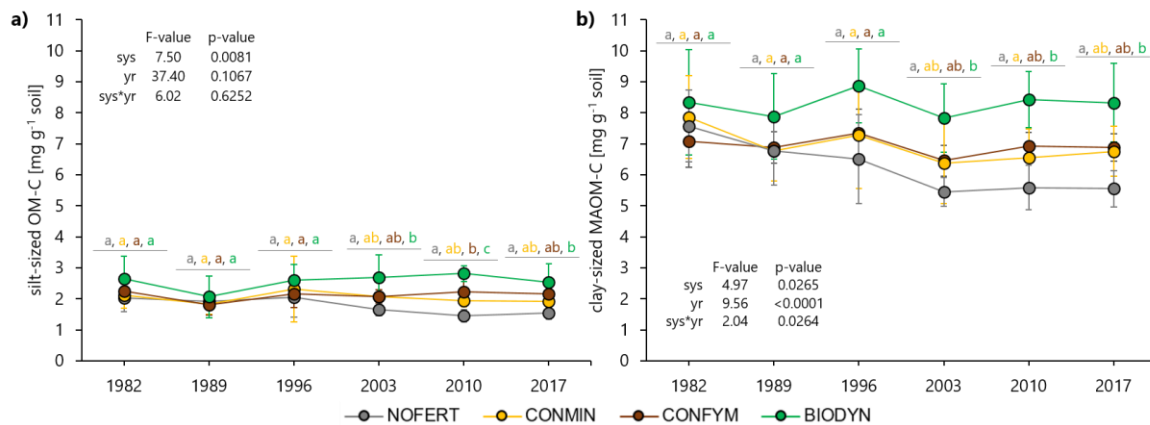 a)
F-value p-value
sys 7.50 0.0081
yr 37.40 0.1067
sys*yr 6.02 0.6252
silt-sized OM-C [mg g⁻¹ soil]
11
10
9
8
7
6
5
4
3
2
1
0
a, a, a, a
a, a, a, a
a, a, a, a
a, ab, ab, b
a, ab, b, c
a, ab, ab, b
1982 1989 1996 2003 2010 2017
b)
clay-sized MAOM-C [mg g⁻¹ soil]
11
10
9
8
7
6
5
4
3
2
1
0
a, a, a, a
a, a, a, a
a, a, a, a
a, ab, ab, b
a, a, ab, b
a, ab, ab, b
F-value p-value
sys 4.97 0.0265
yr 9.56 <0.0001
sys*yr 2.04 0.0264
1982 1989 1996 2003 2010 2017
NOFERT CONMIN CONFYM BIODYN